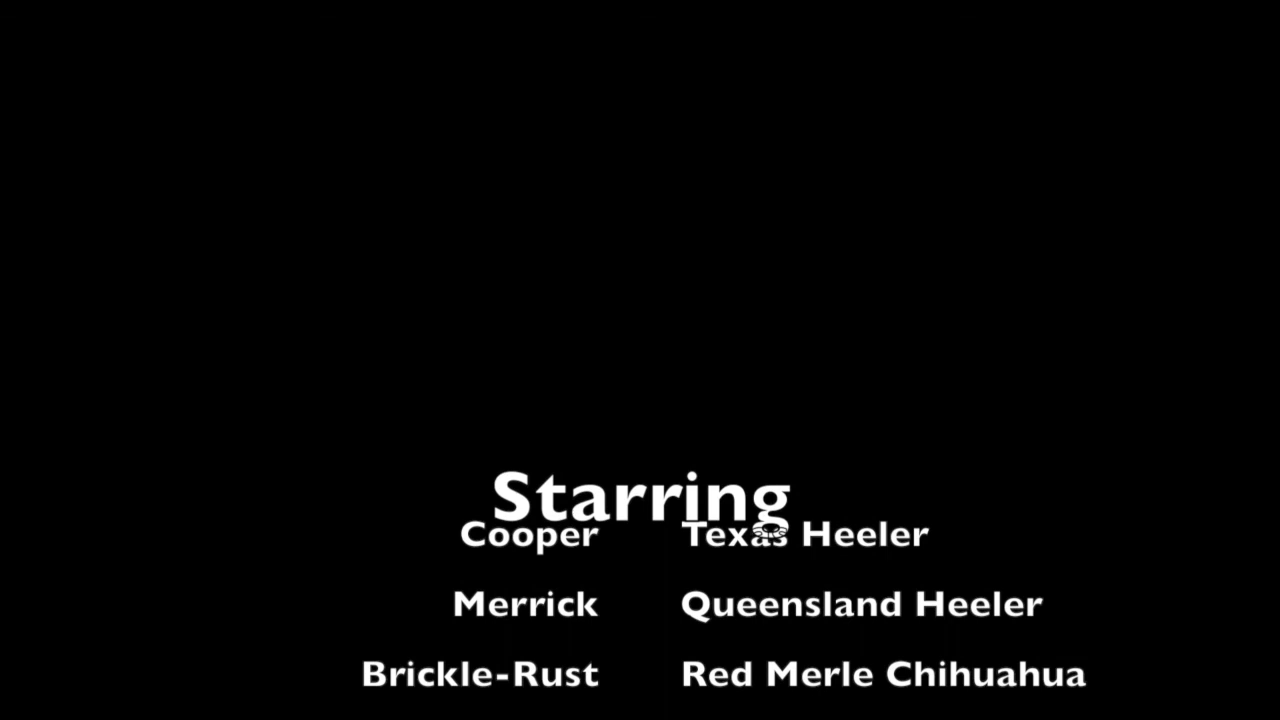 Starring
Cooper Texas Heeler
Merrick Queensland Heeler
Brickle-Rust Red Merle Chihuahua